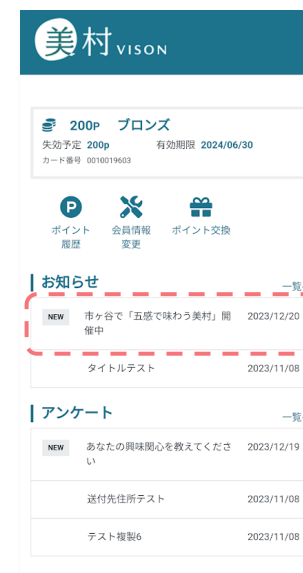 美村 VISON
200P ブロンズ
失効予定 200p 有効期限 2024/06/30
カード番号 0010019603
ポイント 会員情報 ポイント交換
履歴 変更
お知らせ 一覧
NEW 市ヶ谷で「五感で味わう美村」開 2023/12/20
催中
タイトルテスト 2023/11/08
アンケート 一覧
NEW あなたの興味関心を教えてくださ 2023/12/19
い
送付先住所テスト 2023/11/08
テスト複製6 2023/11/08